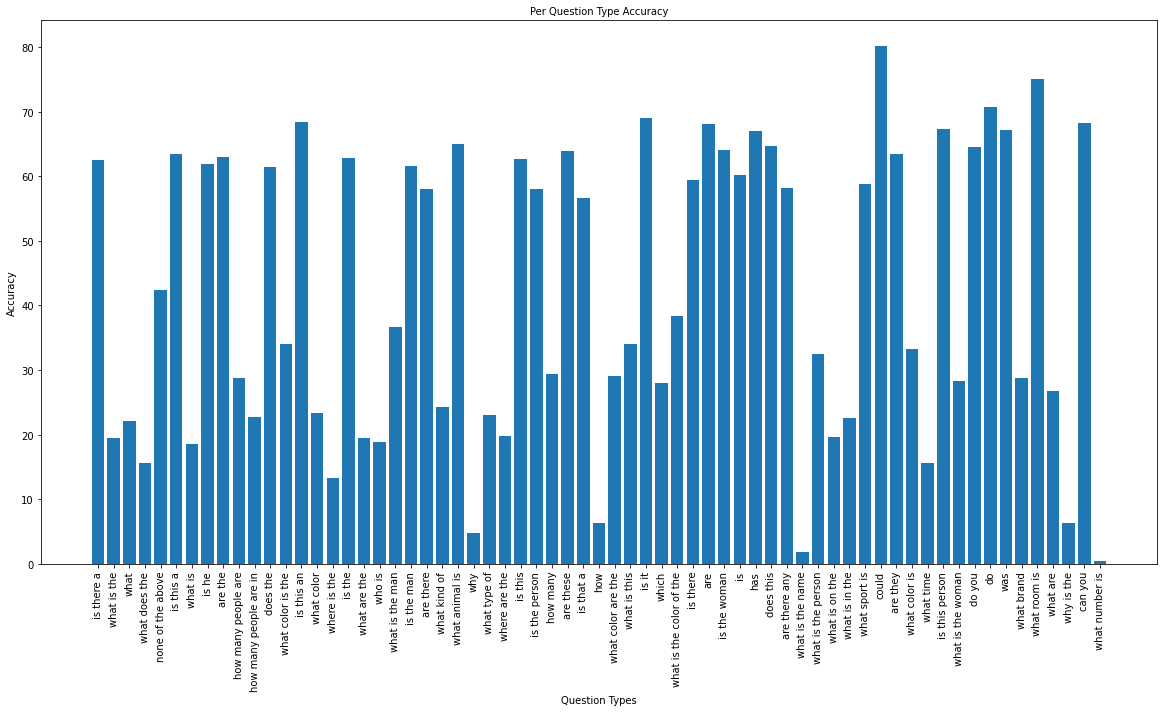 Per Question Type Accuracy
Accuracy
80
70
60
50
40
30
20
10
0
is there a
what is the
what
what does the
none of the above
is this a
what is
is he
are the
how many people are
how many people are in
does the
what color is the
is this an
what color
where is the
is the
what are the
who is
what is the man
is the man
are there
what kind of
what animal is
why
what type of
where are the
is this
is the person
how many
are these
is that a
how
what color are the
what is this
is it
which
what is the color of the
is there
are
is the woman
is
has
does this
are there any
what is the name
what is the person
what is on the
what is in the
what sport is
could
are they
what color is
what time
is this person
what is the woman
do you
do
was
what brand
what room is
what are
why is the
can you
what number is
Question Types